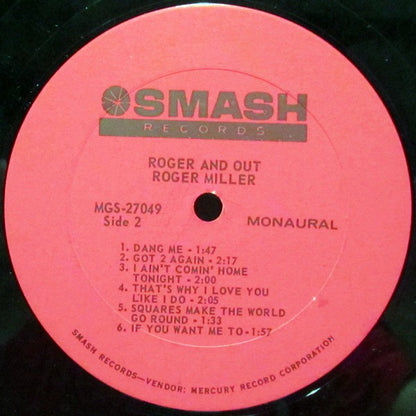 SMASH
RECORDS
ROGER AND OUT
ROGER MILLER
MGS-27049
Side 2
MONAURAL
1. DANG ME - 1:47
2. GOT 2 AGAIN - 2:17
3. I AIN'T COMIN' HOME
TONIGHT - 2:00
4. THAT'S WHY I LOVE YOU
LIKE I DO - 2:05
5. SQUARES MAKE THE WORLD
GO ROUND - 1:33
6. IF YOU WANT ME TO - 1:57
SMASH RECORDS—VENDOR: MERCURY RECORD CORPORATION